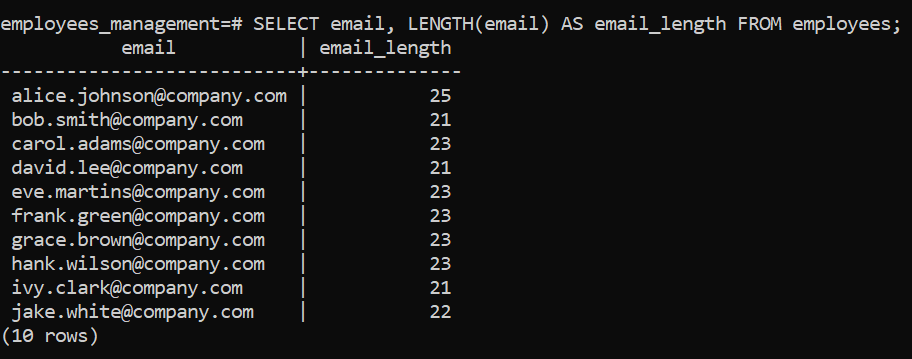 employees_management=# SELECT email, LENGTH(email) AS email_length FROM employees;
           email           | email_length
---------------------------+--------------
 alice.johnson@company.com |           25
 bob.smith@company.com     |           21
 carol.adams@company.com   |           23
 david.lee@company.com     |           21
 eve.martins@company.com   |           23
 frank.green@company.com   |           23
 grace.brown@company.com   |           23
 hank.wilson@company.com   |           23
 ivy.clark@company.com     |           21
 jake.white@company.com    |           22
(10 rows)